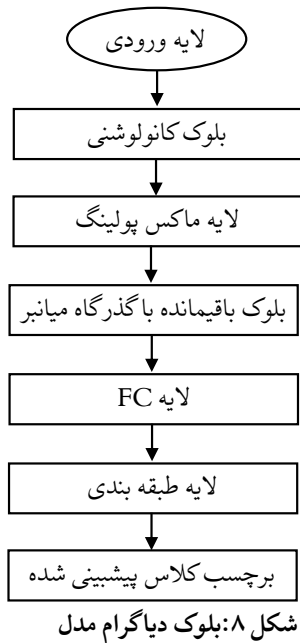 لایه ورودی
بلوک کانولوشنی
لایه ماکس پولینگ
بلوک باقیمانده با گذرگاه میانبر
لایه FC
لایه طبقه بندی
برچسب کلاس پیشبینی شده
شکل ۸:بلوک دیاگرام مدل